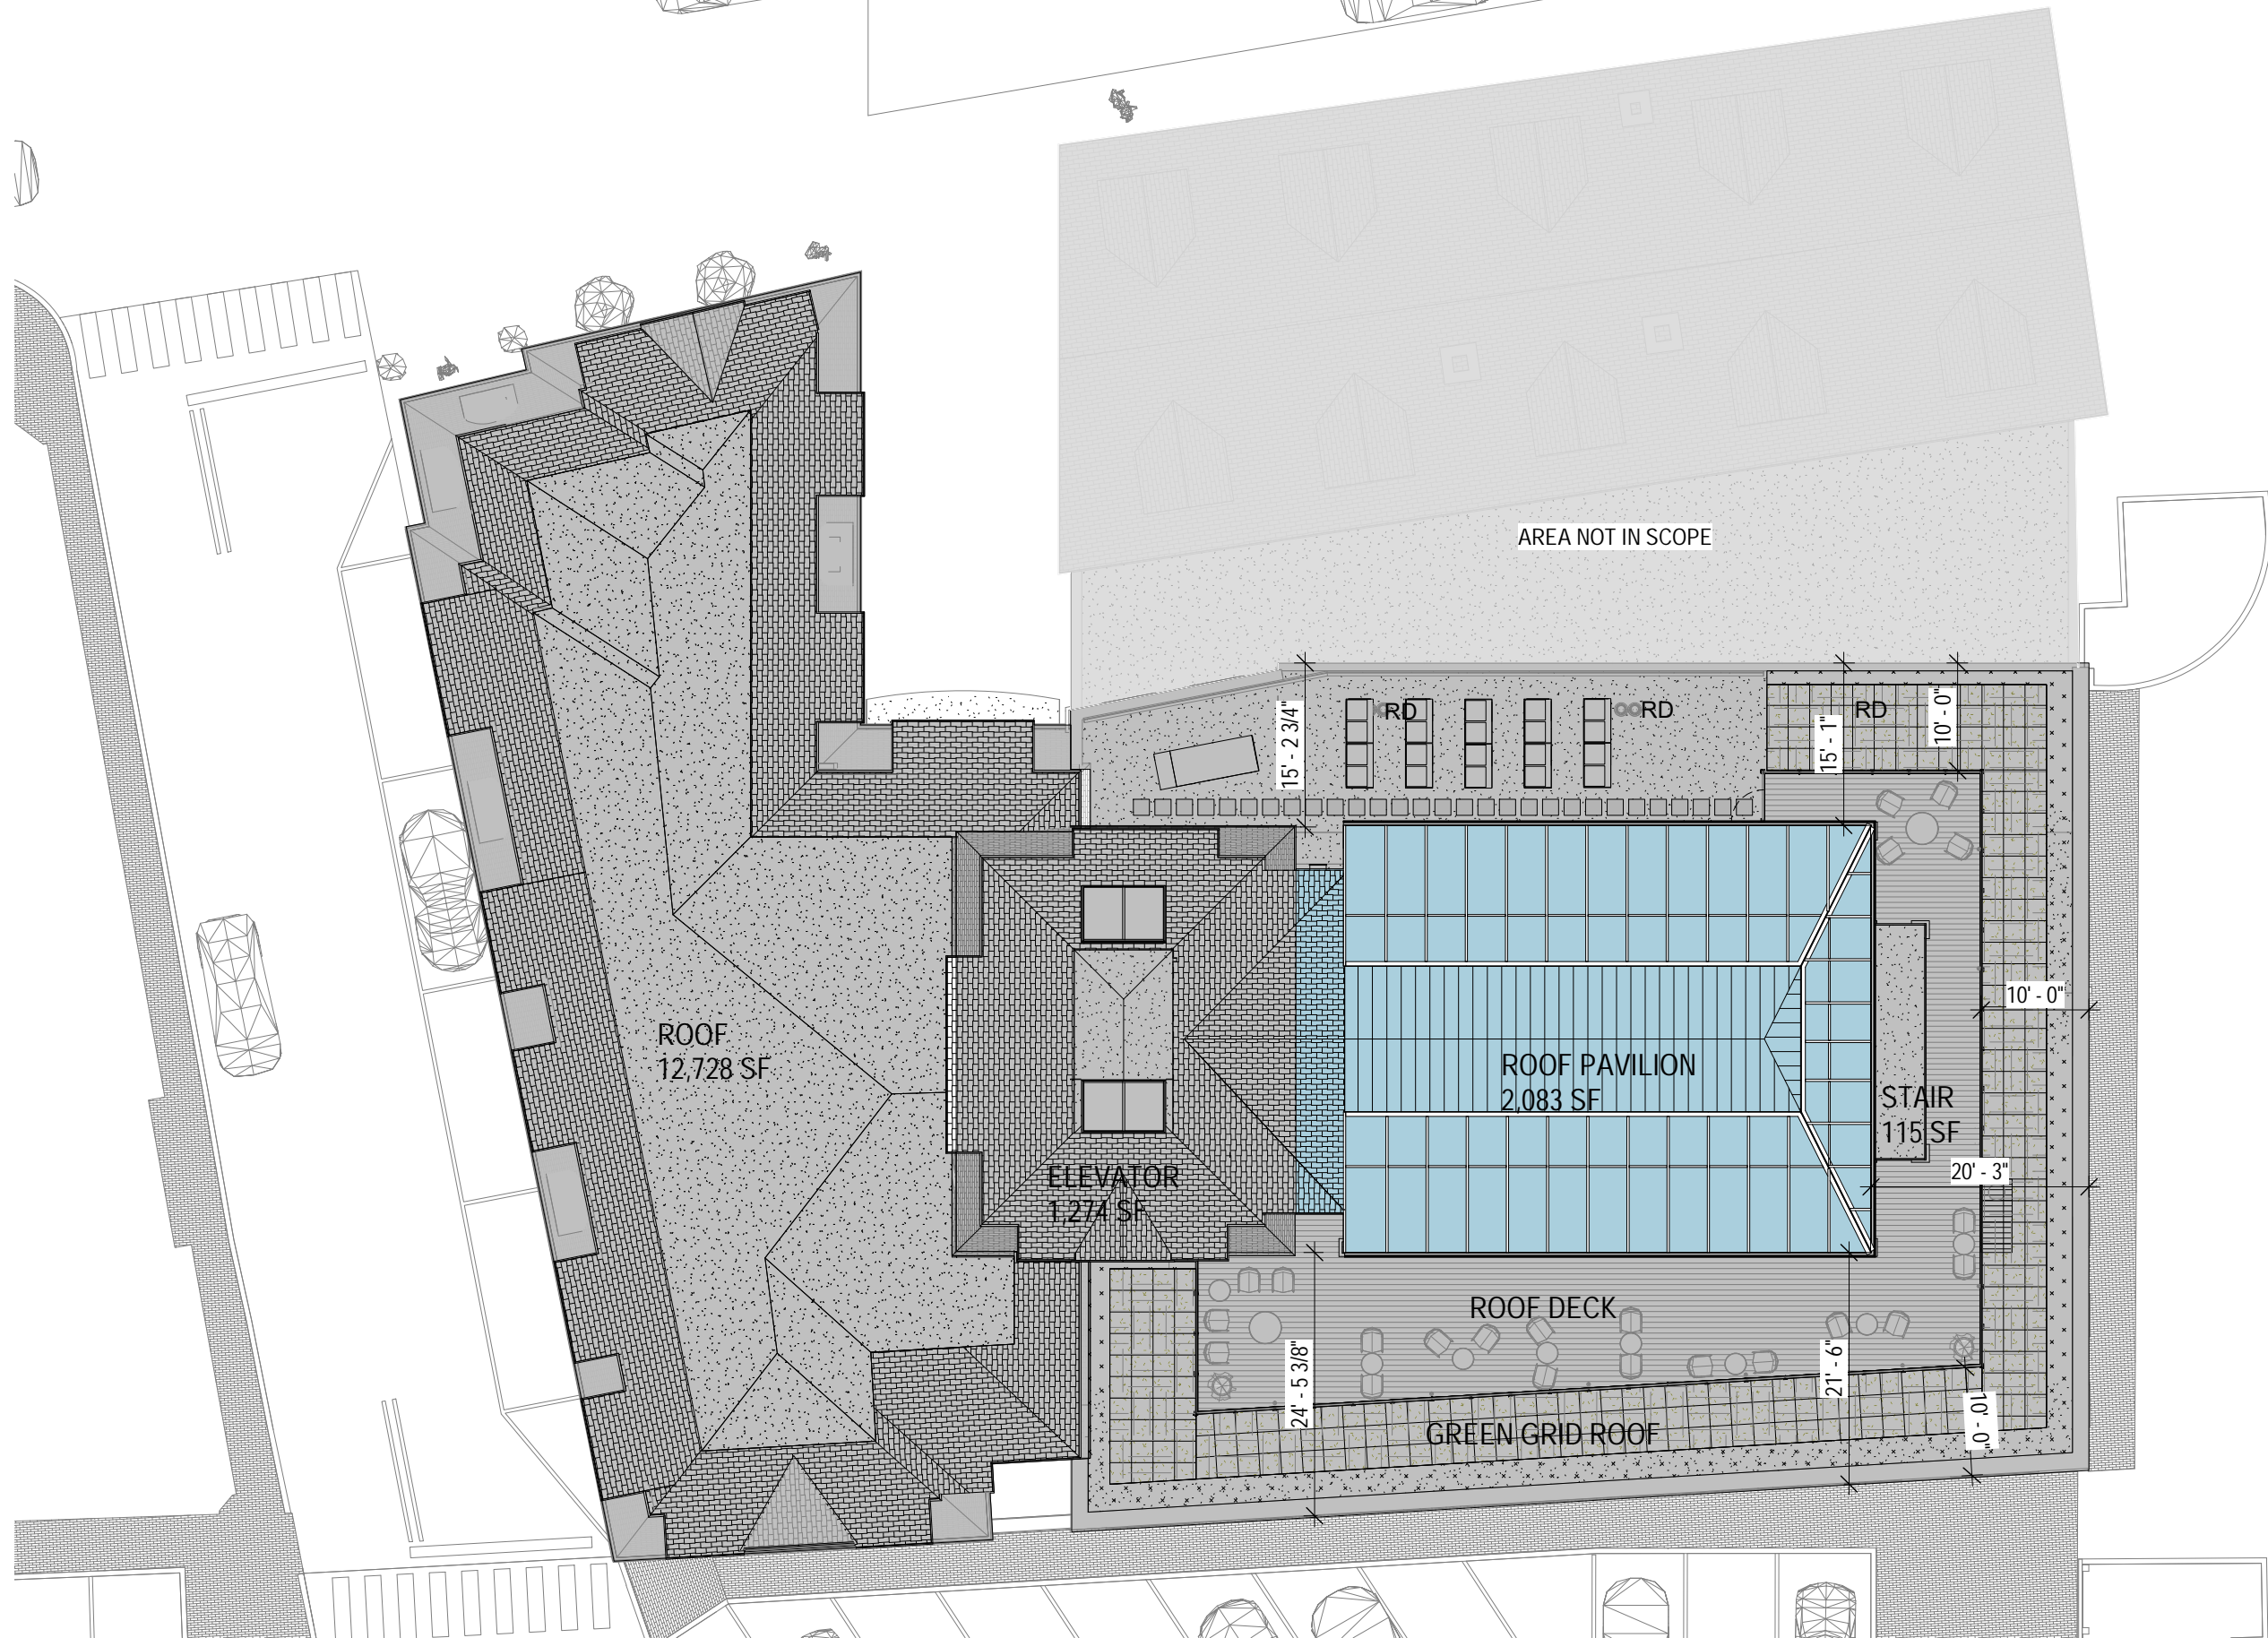 AREA NOT IN SCOPE
RD
RD
RD
15' - 2 3/4"
15' - 1"
10' - 0"
10' - 0"
ROOF
12,728 SF
ROOF PAVILION
2,083 SF
STAIR
115 SF
20' - 3"
ELEVATOR
1,274 SF
ROOF DECK
24' - 5 3/8"
21' - 6"
10' - 0"
GREEN GRID ROOF